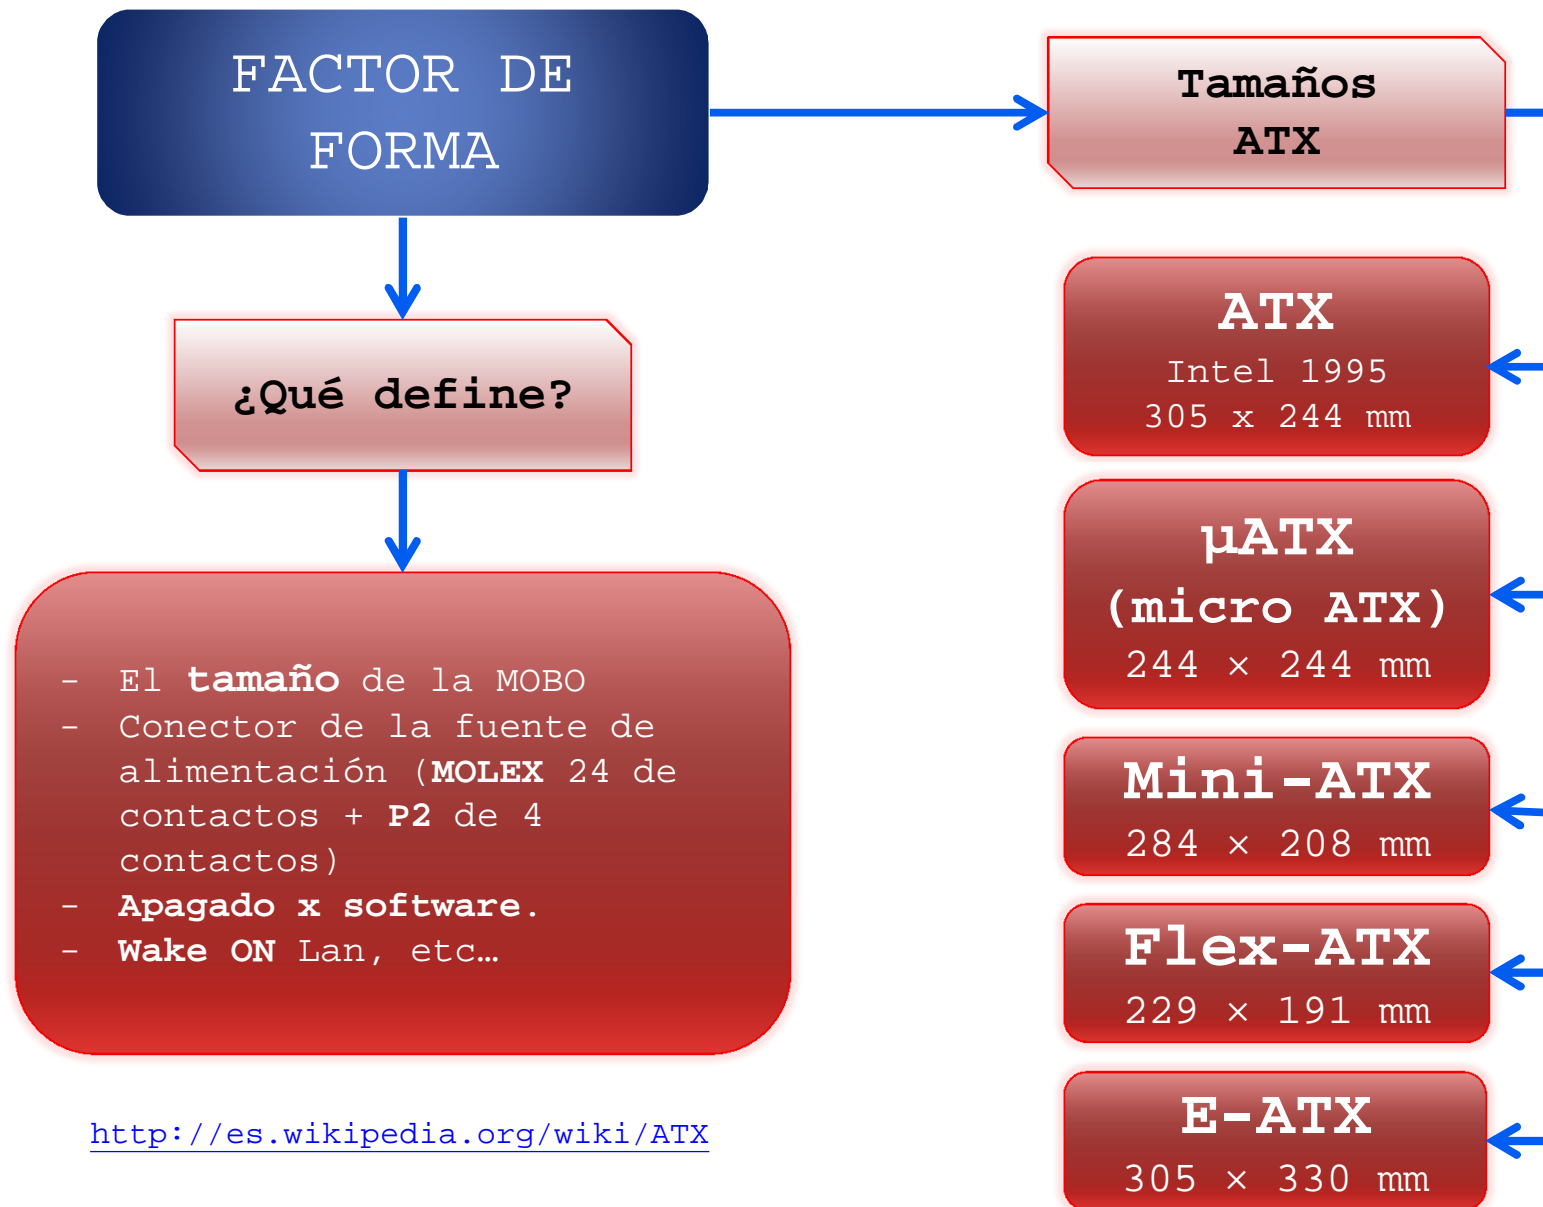 FACTOR DE
FORMA
¿Qué define?
- El tamaño de la MOBO
- Conector de la fuente de
alimentación (MOLEX 24 de
contactos + P2 de 4
contactos)
- Apagado x software.
- Wake ON Lan, etc…
http://es.wikipedia.org/wiki/ATX
Tamaños
ATX
ATX
Intel 1995
305 x 244 mm
µATX
(micro ATX)
244 × 244 mm
Mini-ATX
284 × 208 mm
Flex-ATX
229 × 191 mm
E-ATX
305 × 330 mm